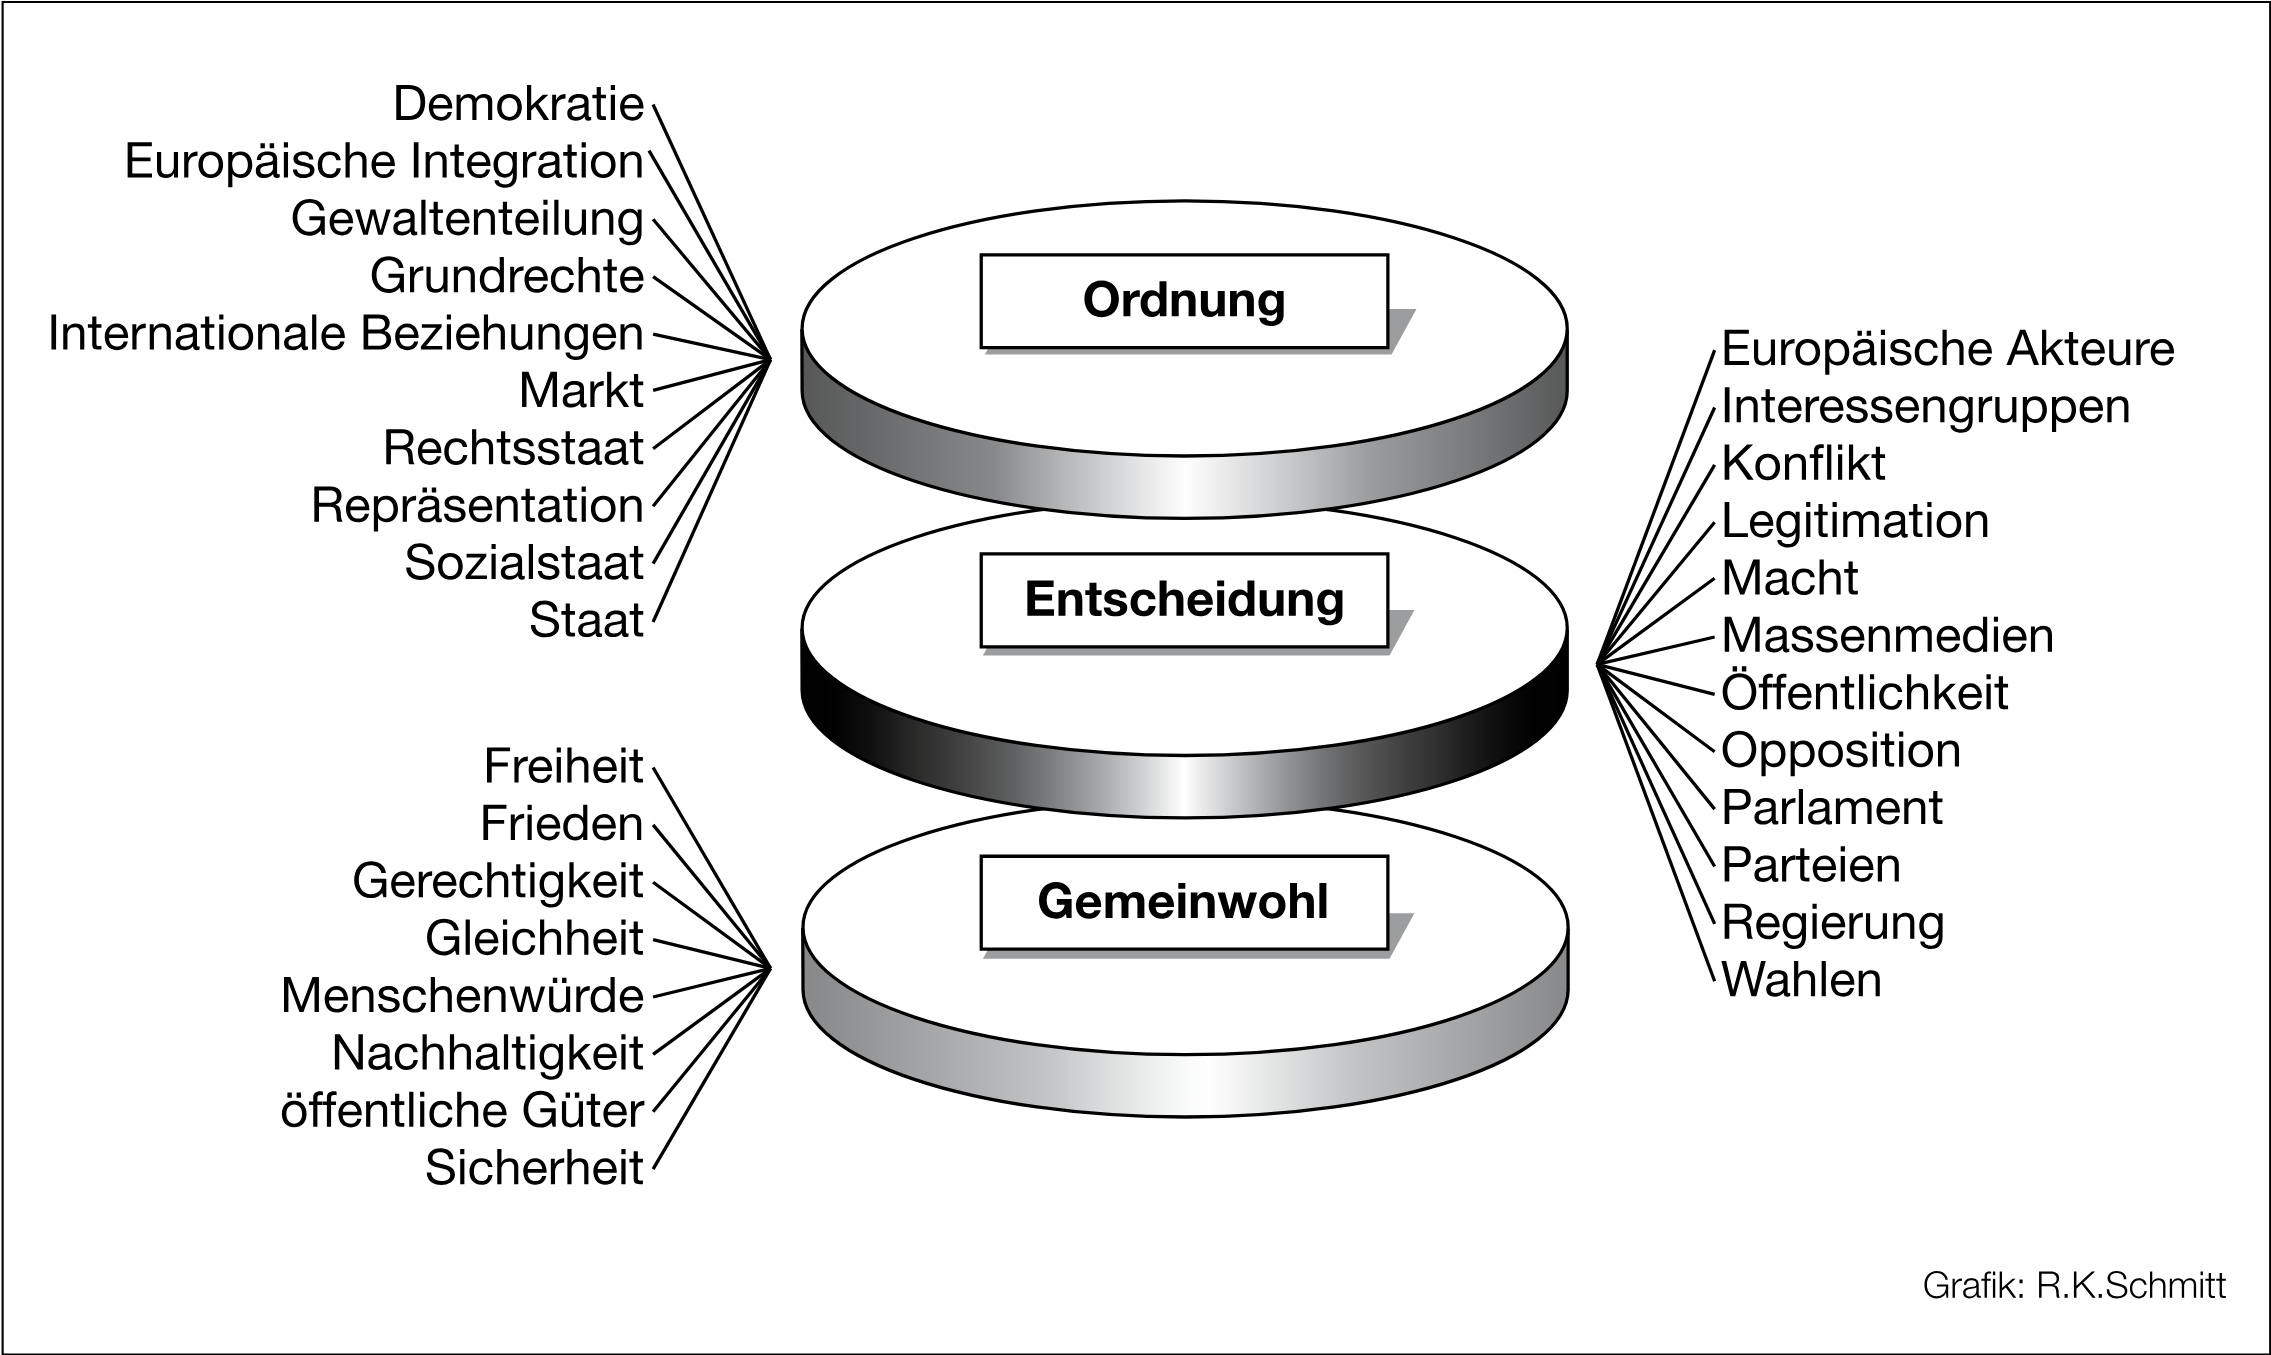 Demokratie
Europäische Integration
Gewaltenteilung
Grundrechte
Internationale Beziehungen
Markt
Rechtsstaat
Repräsentation
Sozialstaat
Staat
Ordnung
Entscheidung
Europäische Akteure
Interessengruppen
Konflikt
Legitimation
Macht
Massenmedien
Öffentlichkeit
Opposition
Parlament
Parteien
Regierung
Wahlen
Freiheit
Frieden
Gerechtigkeit
Gleichheit
Menschenwürde
Nachhaltigkeit
öffentliche Güter
Sicherheit
Gemeinwohl
Grafik: R.K.Schmitt